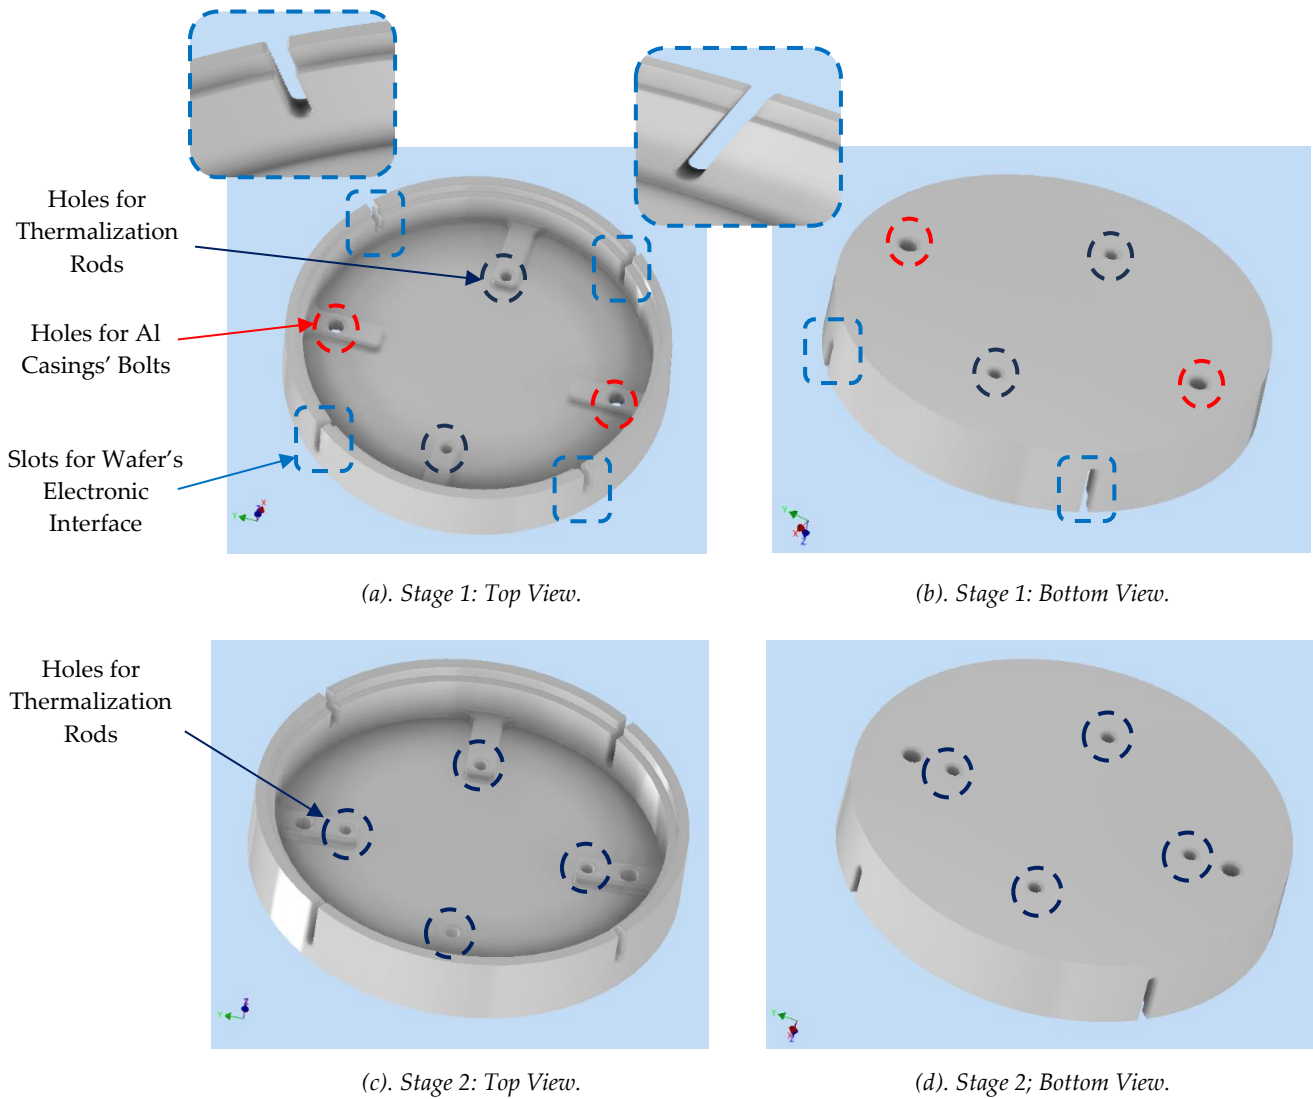 Holes for
Thermalization
Rods
Holes for Al
Casings’ Bolts
Slots for Wafer’s
Electronic
Interface
(a). Stage 1: Top View.
(b). Stage 1: Bottom View.
Holes for
Thermalization
Rods
(c). Stage 2: Top View.
(d). Stage 2; Bottom View.